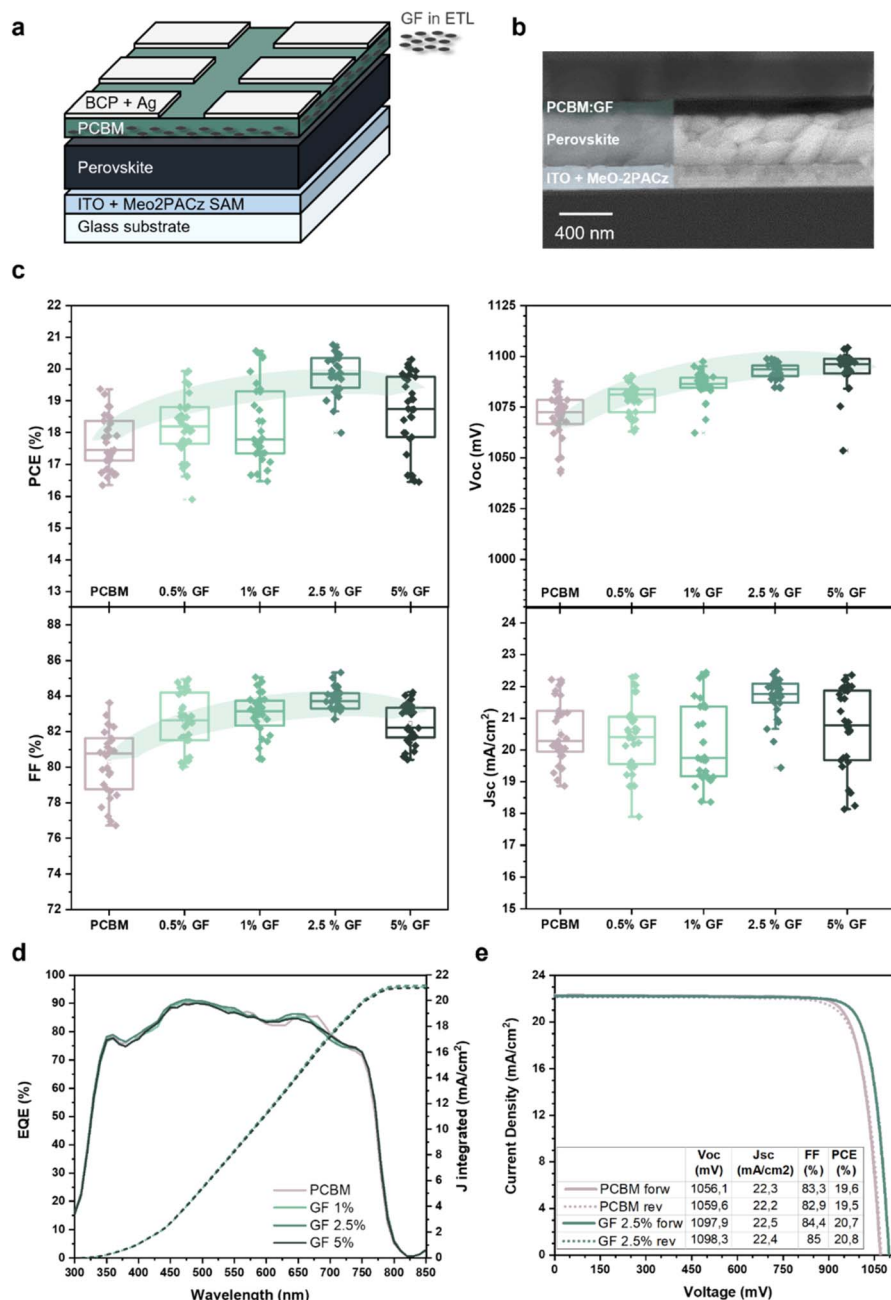 a
GF in ETL
BCP + Ag
PCBM
Perovskite
ITO + Meo2PACz SAM
Glass substrate
b
PCBM:GF
Perovskite
ITO + MeO-2PACz
400 nm
c
22
21
20
19
18
17
16
15
14
13
PCE (%)
PCBM 0.5% GF 1% GF 2.5 % GF 5% GF
1125
1100
1075
1050
1025
1000
Voc (mV)
PCBM 0.5% GF 1% GF 2.5 % GF 5% GF
88
86
84
82
80
78
76
74
72
FF (%)
PCBM 0.5% GF 1% GF 2.5 % GF 5% GF
24
23
22
21
20
19
18
17
16
15
Jsc (mA/cm²)
PCBM 0.5% GF 1% GF 2.5 % GF 5% GF
d
100
90
80
70
60
50
40
30
20
10
0
EQE (%)
22
20
18
16
14
12
10
8
6
4
2
0
J integrated (mA/cm²)
PCBM
GF 1%
GF 2.5%
GF 5%
300 350 400 450 500 550 600 650 700 750 800 850
Wavelength (nm)
e
24
20
16
12
8
4
0
Current Density (mA/cm²)
Voc Jsc FF PCE
(mV) (mA/cm2) (%) (%)
PCBM forw 1056,1 22,3 83,3 19,6
PCBM rev 1059,6 22,2 82,9 19,5
GF 2.5% forw 1097,9 22,5 84,4 20,7
GF 2.5% rev 1098,3 22,4 85 20,8
0 150 300 450 600 750 900 1050
Voltage (mV)